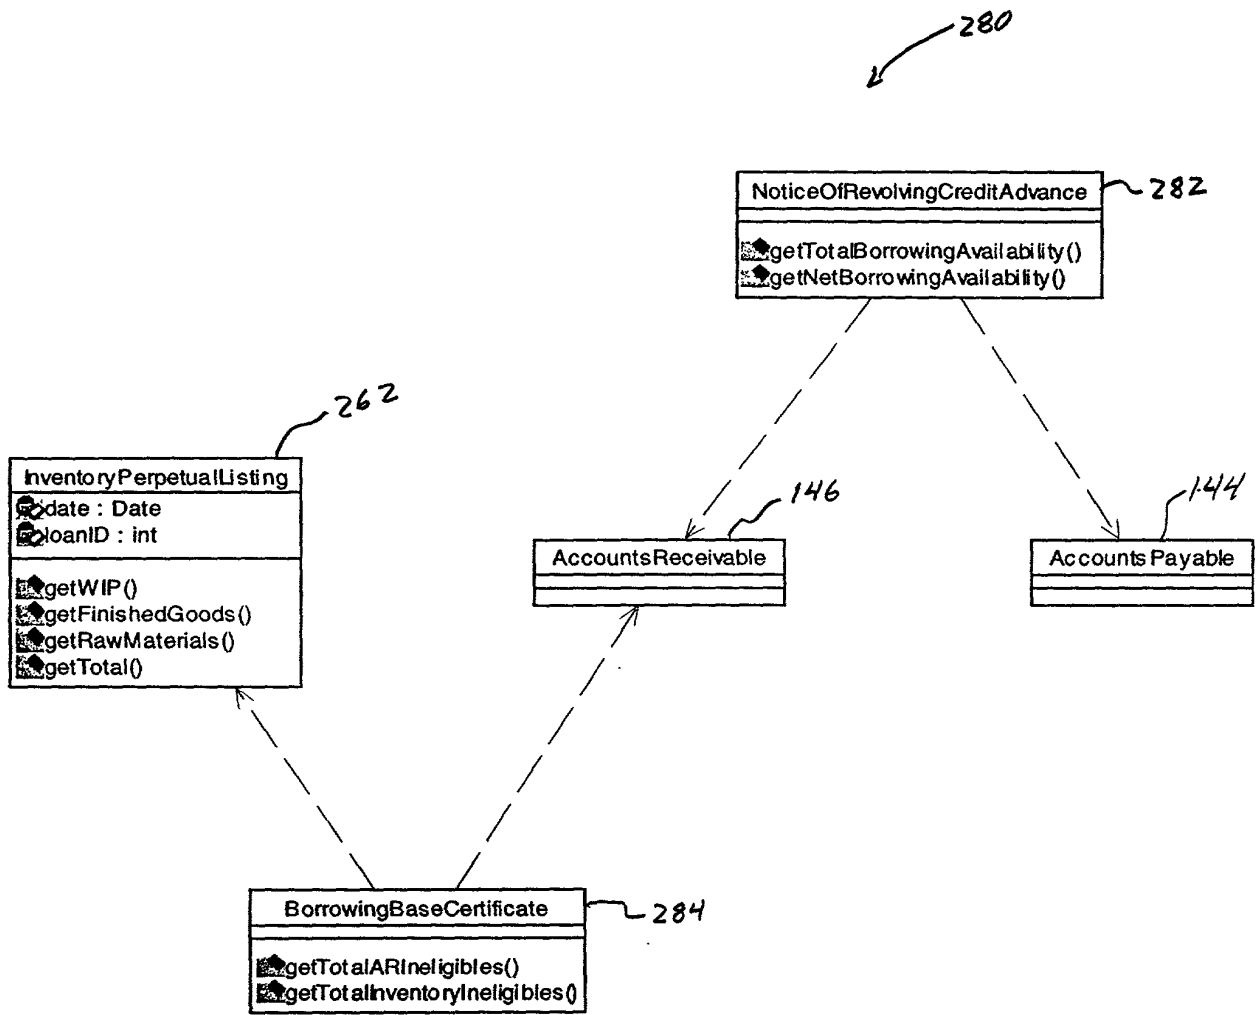 280
NoticeOfRevolvingCreditAdvance
282
getTotalBorrowingAvailability()
getNetBorrowingAvailability()
262
InventoryPerpetualListing
date : Date
loanID : int
getWIP()
getFinishedGoods()
getRawMaterials()
getTotal()
146
AccountsReceivable
144
AccountsPayable
BorrowingBaseCertificate
284
getTotalARIneligibles()
getTotalInventoryIneligibles()